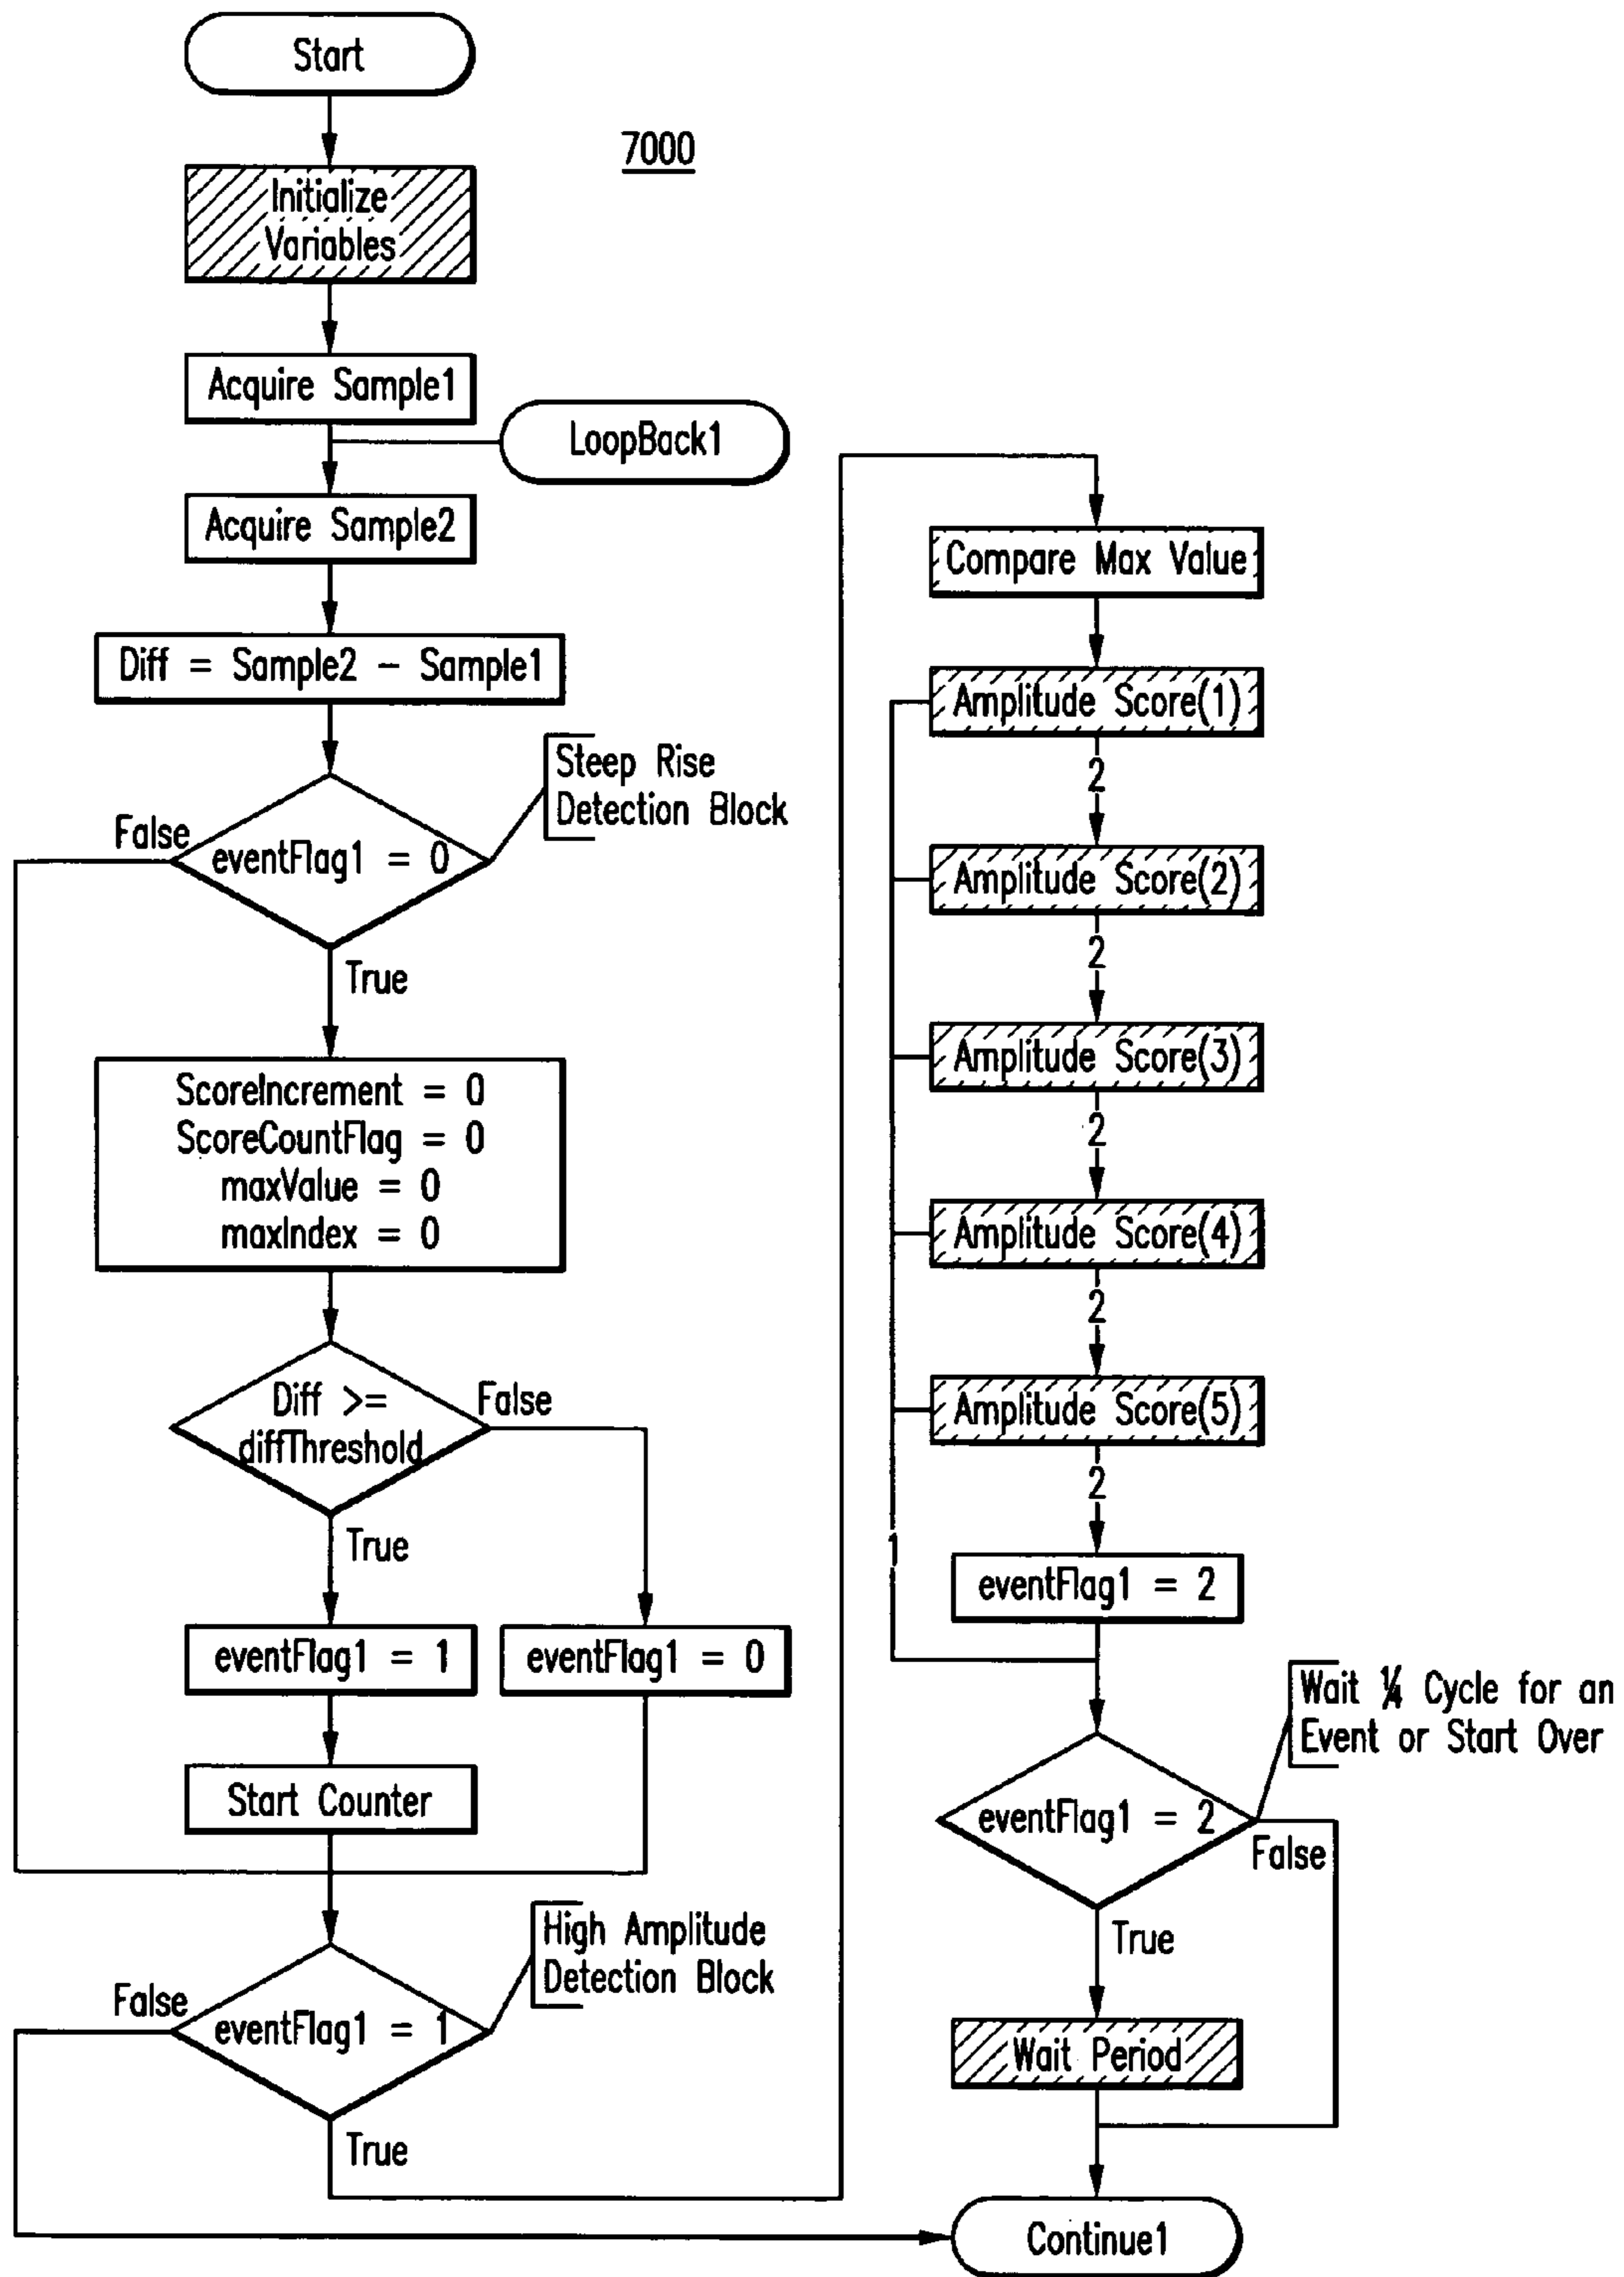 Start
7000
Initialize
Variables
Acquire Sample1
LoopBack1
Acquire Sample2
Diff = Sample2 - Sample1
Steep Rise
Detection Block
False
eventFlag1 = 0
True
ScoreIncrement = 0
ScoreCountFlag = 0
maxValue = 0
maxIndex = 0
Diff >=
diffThreshold
False
True
eventFlag1 = 1
eventFlag1 = 0
Start Counter
High Amplitude
Detection Block
False
eventFlag1 = 1
True
Compare Max Value
Amplitude Score(1)
2
Amplitude Score(2)
2
Amplitude Score(3)
2
Amplitude Score(4)
2
Amplitude Score(5)
2
1
eventFlag1 = 2
Wait ¼ Cycle for an
Event or Start Over
eventFlag1 = 2
False
True
Wait Period
Continue1